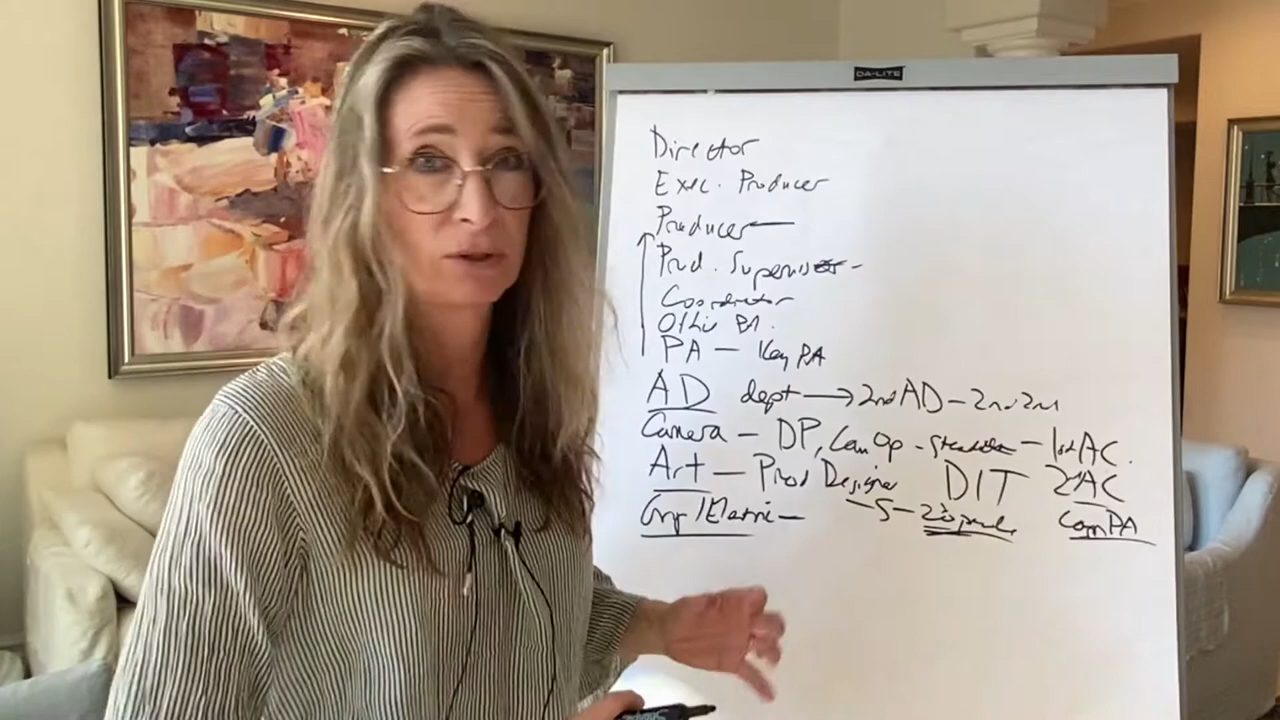 DA-LITE
Director
Exec. Producer
Producer
Prod. Supervisor -
Coordinator
Office PA.
PA - Key PA
AD dept → 2nd AD - 2nd 2nd
Camera - DP, Cam Op - Steadicam - 1st AC.
Art - Prod Designer DIT 2nd AC
Grip/Electric - - 5 - 20 people Cam PA
Sharpie